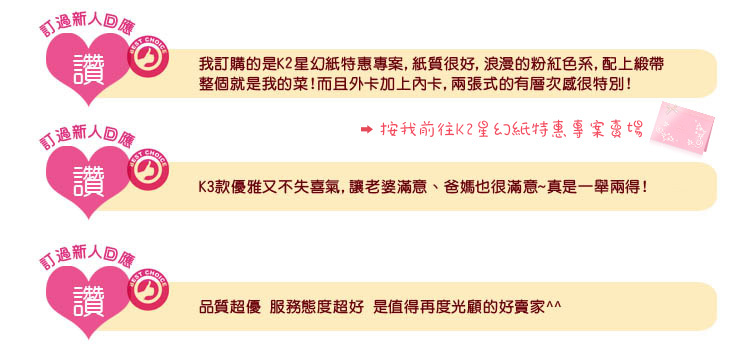 訂過新人回應
讚
BEST CHOICE
我訂購的是K2星幻紙特惠專案,紙質很好,浪漫的粉紅色系,配上緞帶
整個就是我的菜!而且外卡加上內卡,兩張式的有層次感很特別!
➡ 按我前往K2星幻紙特惠專案賣場
訂過新人回應
讚
BEST CHOICE
K3款優雅又不失喜氣,讓老婆滿意、爸媽也很滿意~真是一舉兩得!
訂過新人回應
讚
BEST CHOICE
品質超優 服務態度超好 是值得再度光顧的好賣家^^